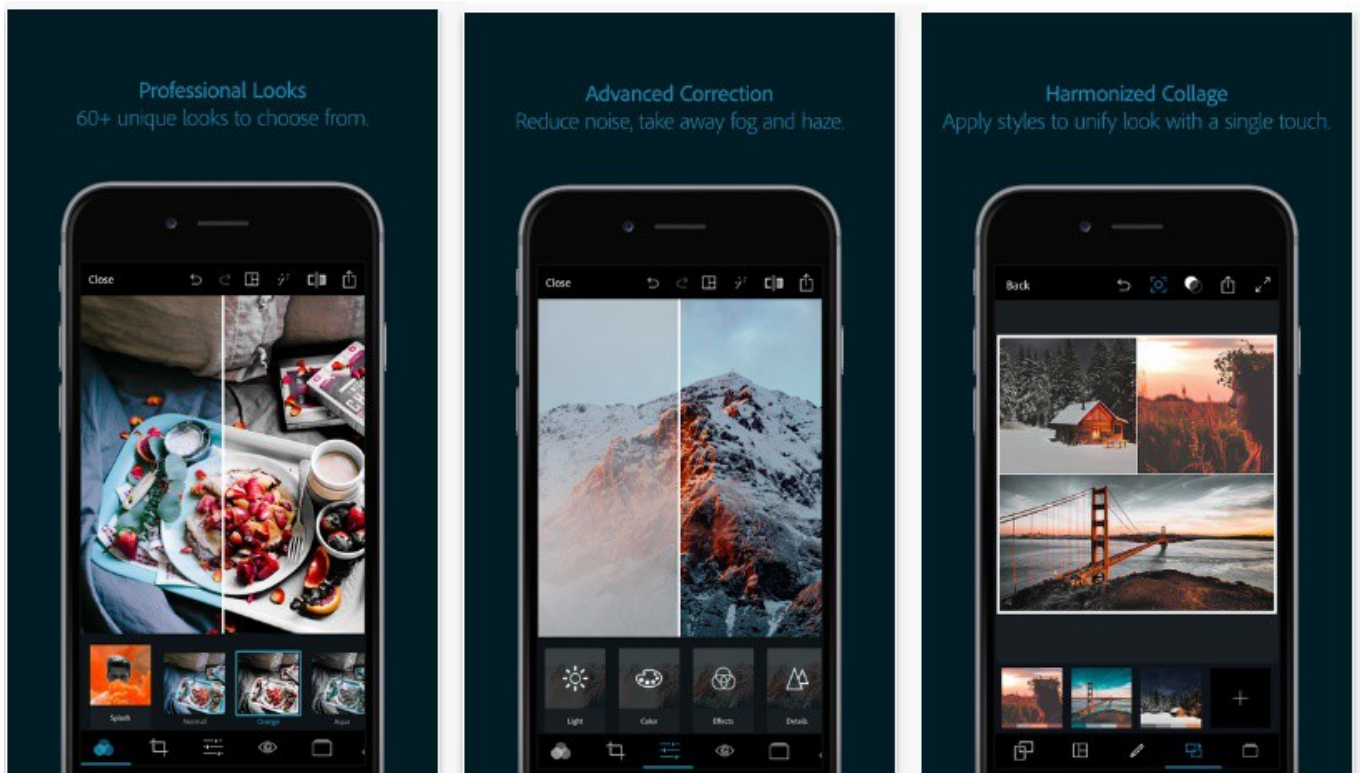 Professional Looks
60+ unique looks to choose from.
Close
Splash
Normal
Orange
Aqua
Advanced Correction
Reduce noise, take away fog and haze.
Close
Light
Color
Effects
Details
Harmonized Collage
Apply styles to unify look with a single touch.
Back